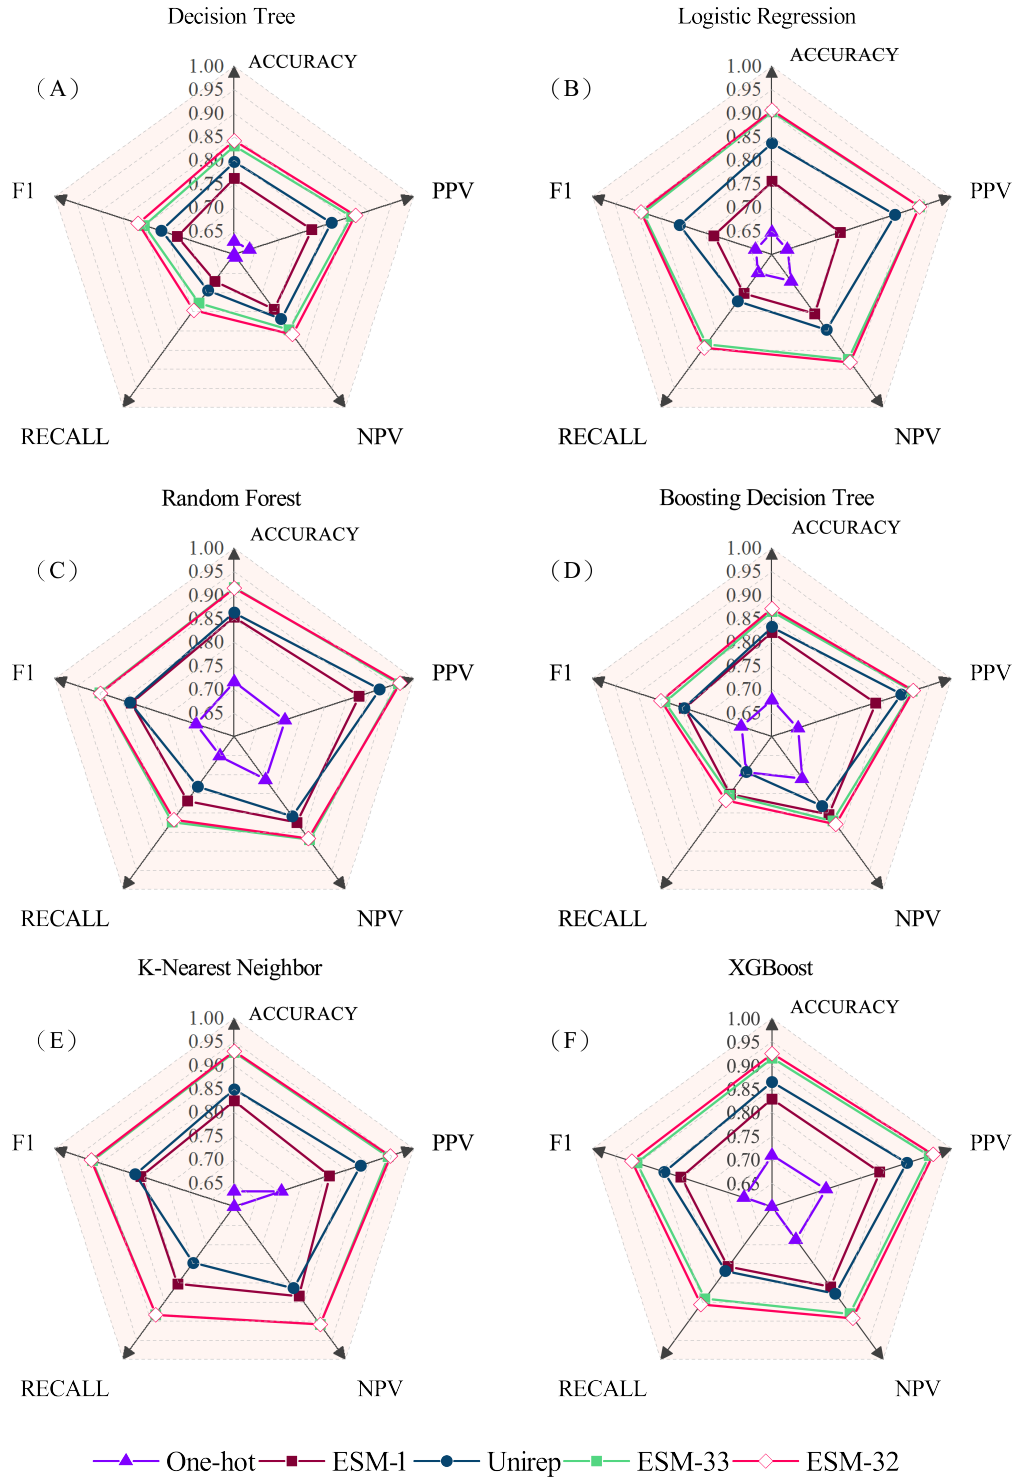 Decision Tree
Logistic Regression
（A）
ACCURACY
1.00
0.95
0.90
0.85
0.80
0.75
0.70
0.65
F1
PPV
RECALL
NPV
（B）
ACCURACY
1.00
0.95
0.90
0.85
0.80
0.75
0.70
0.65
F1
PPV
RECALL
NPV
Random Forest
Boosting Decision Tree
（C）
ACCURACY
1.00
0.95
0.90
0.85
0.80
0.75
0.70
0.65
F1
PPV
RECALL
NPV
（D）
ACCURACY
1.00
0.95
0.90
0.85
0.80
0.75
0.70
0.65
F1
PPV
RECALL
NPV
K-Nearest Neighbor
XGBoost
（E）
ACCURACY
1.00
0.95
0.90
0.85
0.80
0.75
0.70
0.65
F1
PPV
RECALL
NPV
（F）
ACCURACY
1.00
0.95
0.90
0.85
0.80
0.75
0.70
0.65
F1
PPV
RECALL
NPV
One-hot ESM-1 Unirep ESM-33 ESM-32